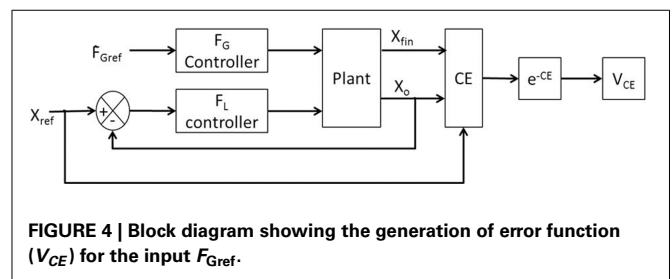 F_Gref
F_G
Controller
X_ref
+
-
F_L
controller
Plant
X_fin
X_o
CE
e^-CE
V_CE
FIGURE 4 | Block diagram showing the generation of error function
(V_CE) for the input F_Gref.